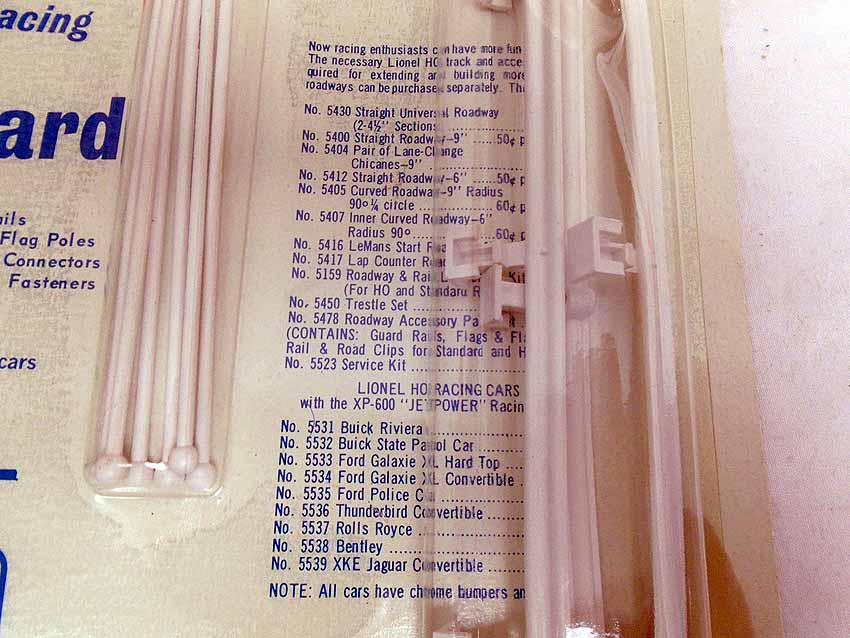 acing
ard
ails
Flag Poles
Connectors
Fasteners
cars
Now racing enthusiasts can have more fun
The necessary Lionel HO track and acce
quired for extending and building more
roadways can be purchased separately. Th
No. 5430 Straight Universal Roadway
(2-4½" Sections
No. 5400 Straight Roadway-9" .....50¢ p
No. 5404 Pair of Lane-Change
Chicanes-9"
No. 5412 Straight Roadway-6" .....50¢ p
No. 5405 Curved Roadway-9" Radius
90° ¼ circle .............. 60¢ p
No. 5407 Inner Curved Roadway-6"
Radius 90° ............60¢ p
No. 5416 LeMans Start Roa
No. 5417 Lap Counter Road
No. 5159 Roadway & Rail Kit
(For HO and Standard R
No. 5450 Trestle Set ............
No. 5478 Roadway Accessory Pa
(CONTAINS: Guard Rails, Flags & Fla
Rail & Road Clips for Standard and H
No. 5523 Service Kit ............
LIONEL HO RACING CARS
with the XP-600 "JET POWER" Racin
No. 5531 Buick Riviera ............
No. 5532 Buick State Patrol Car ......
No. 5533 Ford Galaxie XL Hard Top ....
No. 5534 Ford Galaxie XL Convertible .
No. 5535 Ford Police Car ............
No. 5536 Thunderbird Convertible ......
No. 5537 Rolls Royce ............
No. 5538 Bentley ............
No. 5539 XKE Jaguar Convertible ......
NOTE: All cars have chrome bumpers an